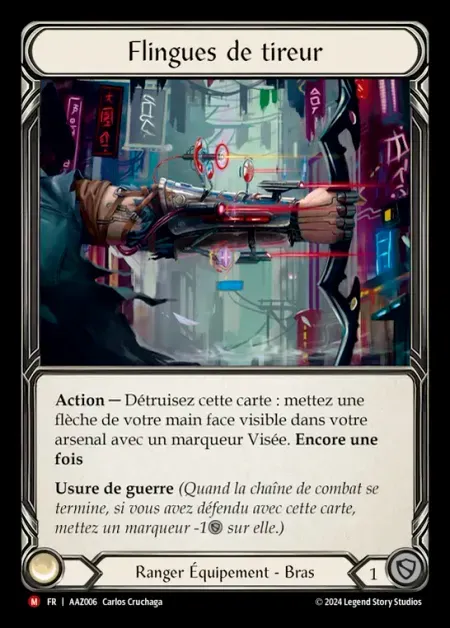 Flingues de tireur
Action — Détruisez cette carte : mettez une
flèche de votre main face visible dans votre
arsenal avec un marqueur Visée. Encore une
fois
Usure de guerre (Quand la chaîne de combat se
termine, si vous avez défendu avec cette carte,
mettez un marqueur -1 sur elle.)
Ranger Équipement - Bras
1
M FR | AAZ006 Carlos Cruchaga
© 2024 Legend Story Studios